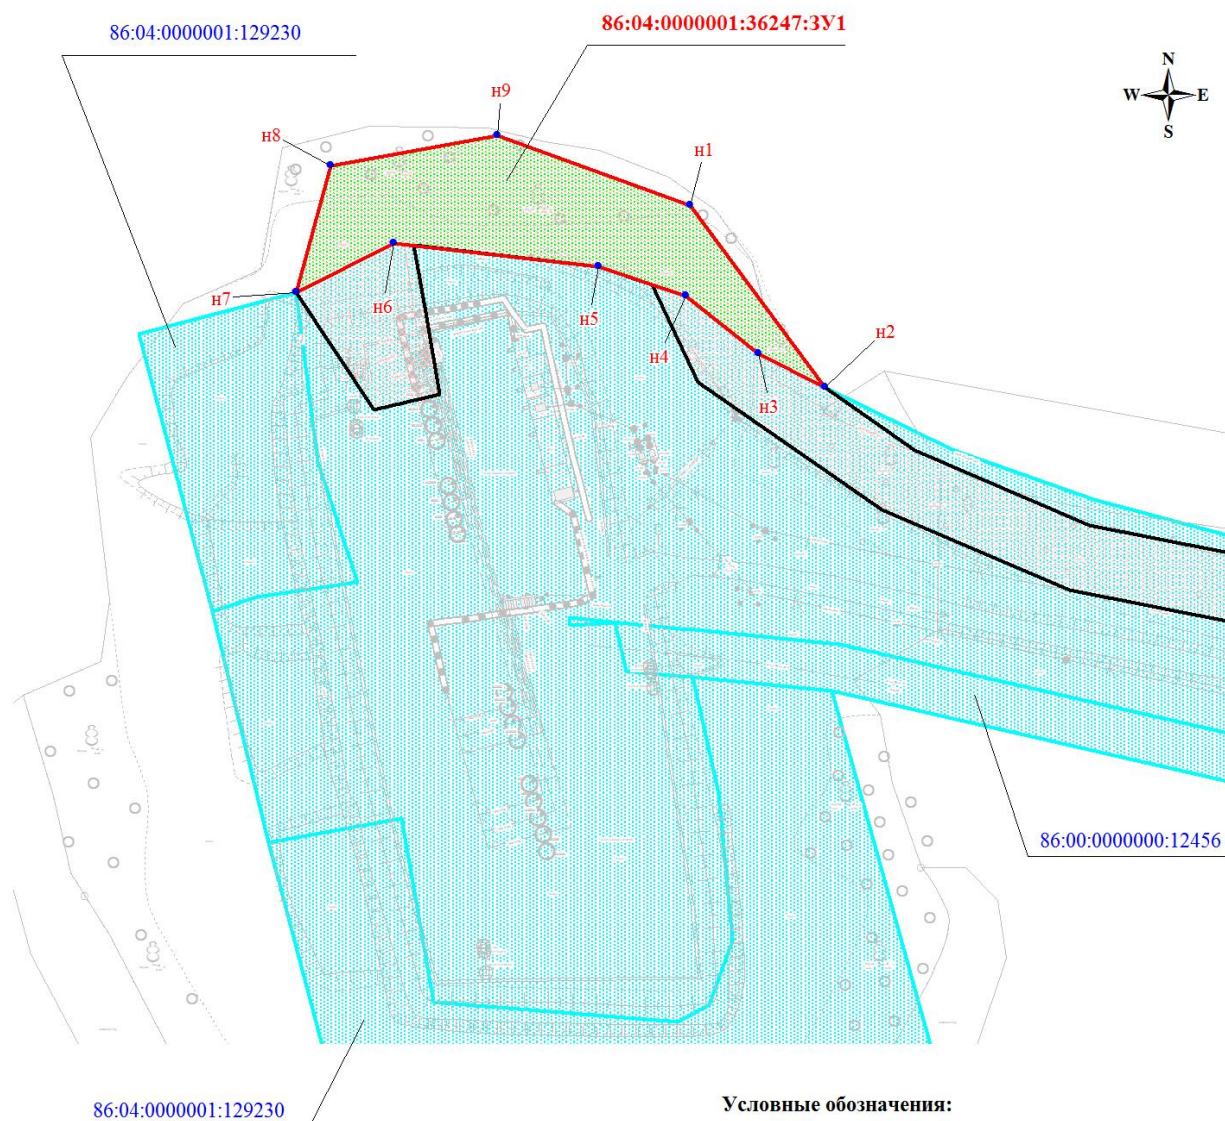 86:04:0000001:129230
86:04:0000001:36247:ЗУ1
N
W E
S
н9
н8
н1
н7
н6
н5
н4
н2
н3
86:00:0000000:12456
86:04:0000001:129230
Условные обозначения: